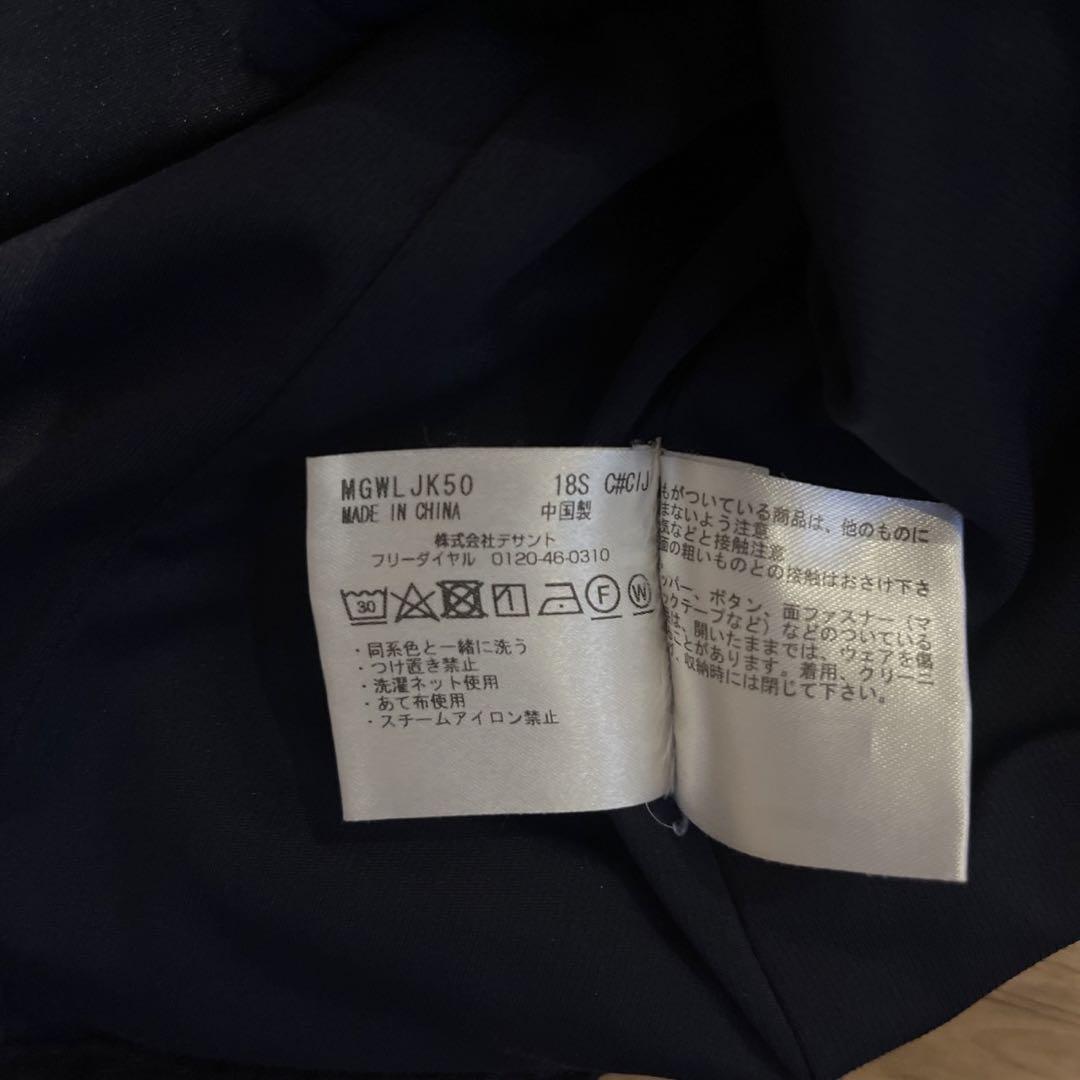 MGWLJK50 18S C#CIJ
MADE IN CHINA 中国製
株式会社デサント
フリーダイヤル 0120-46-0310
30 F W
・同系色と一緒に洗う
・つけ置き禁止
・洗濯ネット使用
・あて布使用
・スチームアイロン禁止
もがついている商品は、他のものに
まないよう注意
気などと接触注意
面の粗いものとの接触はおさけ下さ
ッパー、ボタン、面ファスナー（マ
ックテープなど）などのついている
は、開いたままでは、ウェアを傷
ことがあります。着用、クリーニ
、収納時には閉じて下さい。